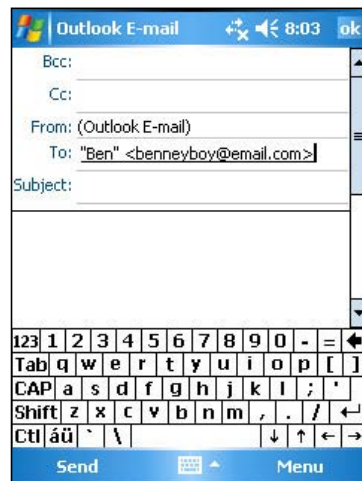 Outlook E-mail 8:03 ok
Bcc:
Cc:
From: (Outlook E-mail)
To: "Ben" <benneyboy@email.com>
Subject:
123 1 2 3 4 5 6 7 8 9 0 - =
Tab q w e r t y u i o p [ ]
CAP a s d f g h j k l ; '
Shift z x c v b n m , . /
Ctl áü ` \
Send Menu